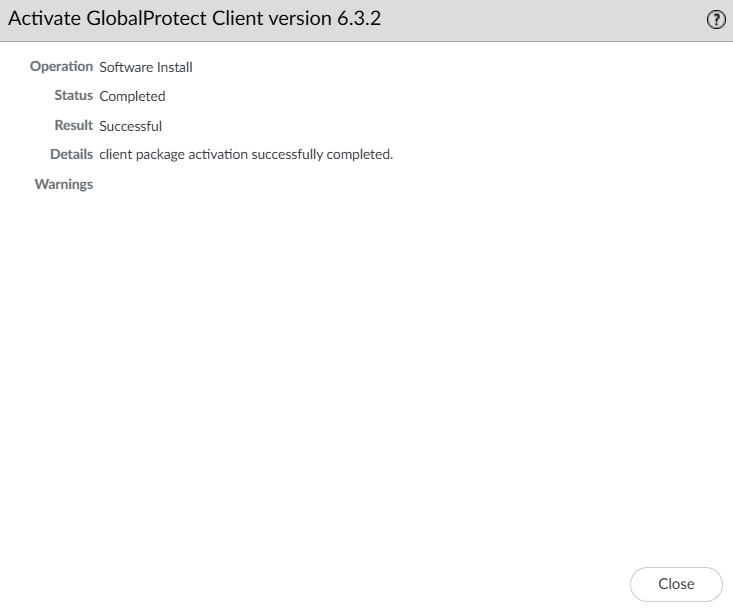 Activate GlobalProtect Client version 6.3.2
?
Operation Software Install
Status Completed
Result Successful
Details client package activation successfully completed.
Warnings
Close